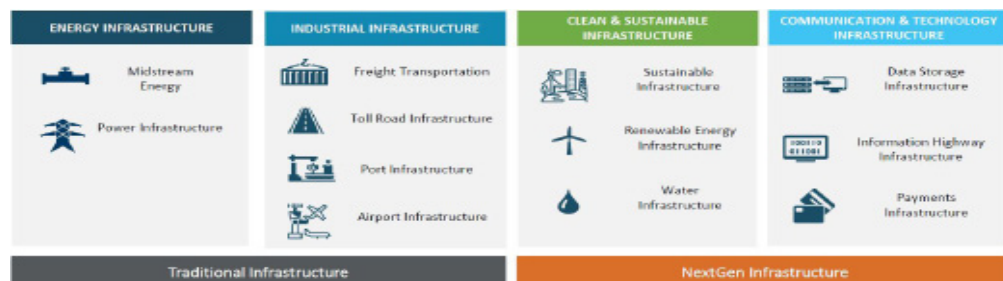 ENERGY INFRASTRUCTURE
Midstream
Energy
Power Infrastructure
INDUSTRIAL INFRASTRUCTURE
Freight Transportation
Toll Road Infrastructure
Port Infrastructure
Airport Infrastructure
CLEAN & SUSTAINABLE
INFRASTRUCTURE
Sustainable
Infrastructure
Renewable Energy
Infrastructure
Water
Infrastructure
COMMUNICATION & TECHNOLOGY
INFRASTRUCTURE
Data Storage
Infrastructure
Information Highway
Infrastructure
Payments
Infrastructure
Traditional Infrastructure
NextGen Infrastructure